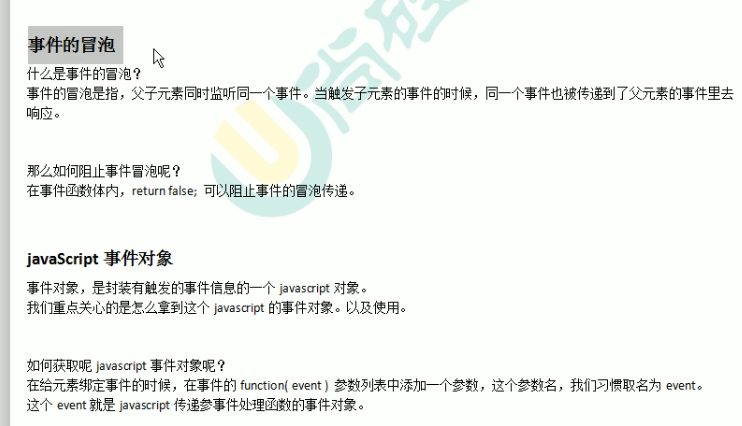 事件的冒泡
什么是事件的冒泡？
事件的冒泡是指，父子元素同时监听同一个事件。当触发子元素的事件的时候，同一个事件也被传递到了父元素的事件里去
响应。
那么如何阻止事件冒泡呢？
在事件函数体内，return false; 可以阻止事件的冒泡传递。
javaScript 事件对象
事件对象，是封装有触发的事件信息的一个 javascript 对象。
我们重点关心的是怎么拿到这个 javascript 的事件对象。以及使用。
如何获取呢 javascript 事件对象呢？
在给元素绑定事件的时候，在事件的 function( event ) 参数列表中添加一个参数，这个参数名，我们习惯取名为 event。
这个 event 就是 javascript 传递参事件处理函数的事件对象。